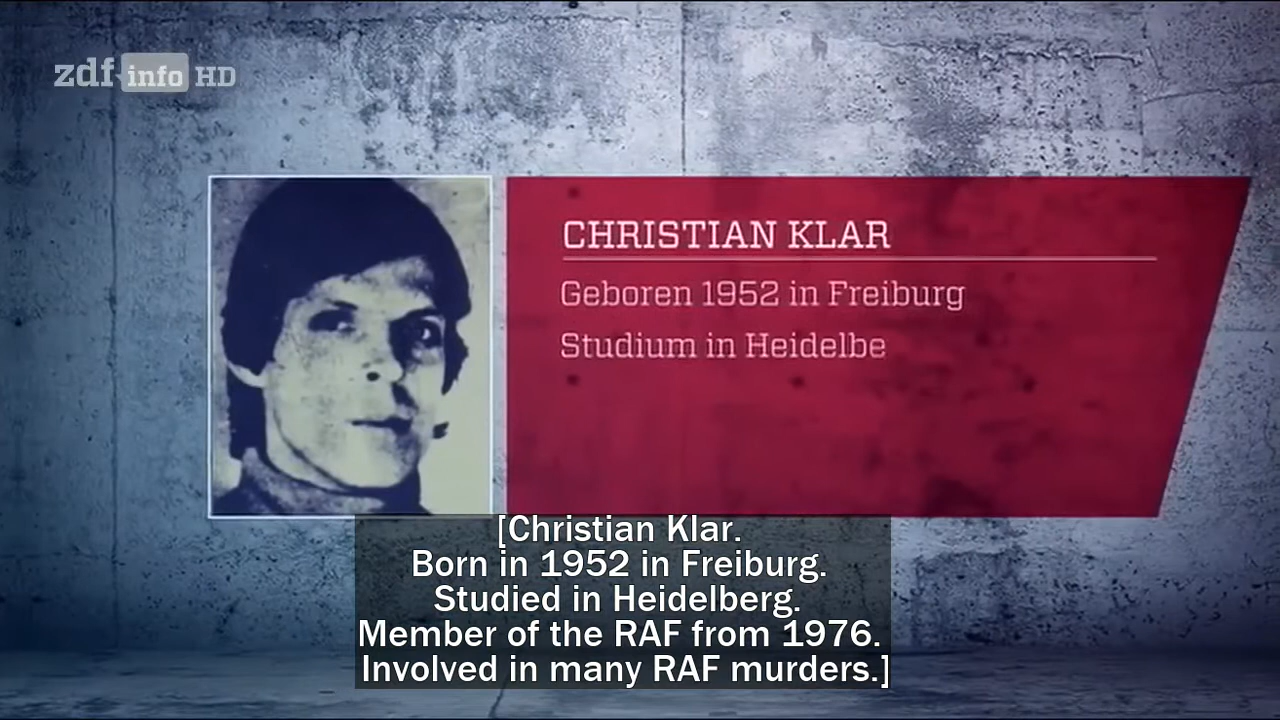 zdf info HD
CHRISTIAN KLAR
Geboren 1952 in Freiburg
Studium in Heidelbe
[Christian Klar.
Born in 1952 in Freiburg.
Studied in Heidelberg.
Member of the RAF from 1976.
Involved in many RAF murders.]